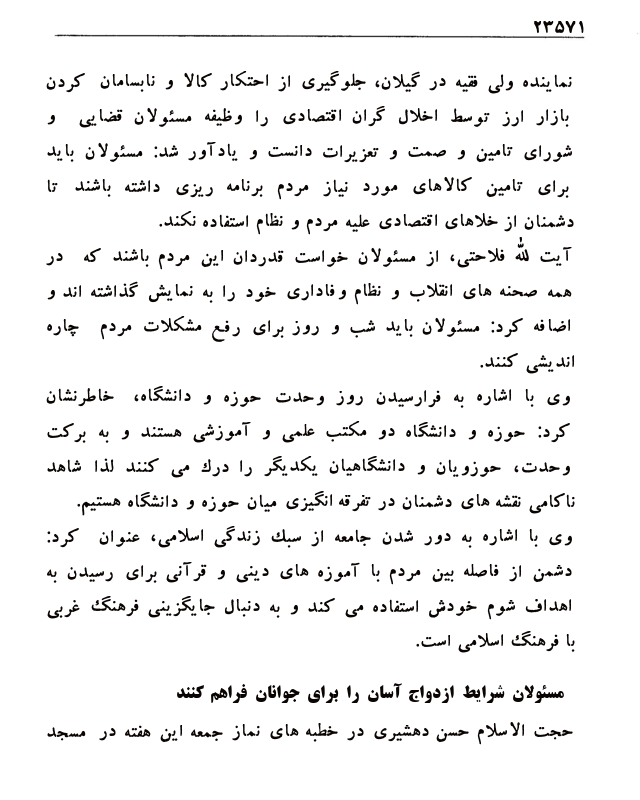 ۲۳۵۷۱
نماینده ولی فقیه در گیلان، جلوگیری از احتکار کالا و نابسامان کردن
بازار ارز توسط اخلال گران اقتصادی را وظیفه مسئولان قضایی و
شورای تامین و صمت و تعزیرات دانست و یادآور شد: مسئولان باید
برای تامین کالاهای مورد نیاز مردم برنامه ریزی داشته باشند تا
دشمنان از خلاهای اقتصادی علیه مردم و نظام استفاده نکند.
آیت الله فلاحتی، از مسئولان خواست قدردان این مردم باشند که در
همه صحنه های انقلاب و نظام وفاداری خود را به نمایش گذاشته اند و
اضافه کرد: مسئولان باید شب و روز برای رفع مشکلات مردم چاره
اندیشی کنند.
وی با اشاره به فرارسیدن روز وحدت حوزه و دانشگاه، خاطرنشان
کرد: حوزه و دانشگاه دو مکتب علمی و آموزشی هستند و به برکت
وحدت، حوزویان و دانشگاهیان یکدیگر را درك می کنند لذا شاهد
ناکامی نقشه های دشمنان در تفرقه انگیزی میان حوزه و دانشگاه هستیم.
وی با اشاره به دور شدن جامعه از سبك زندگی اسلامی، عنوان کرد:
دشمن از فاصله بین مردم با آموزه های دینی و قرآنی برای رسیدن به
اهداف شوم خودش استفاده می کند و به دنبال جایگزینی فرهنگ غربی
با فرهنگ اسلامی است.
مسئولان شرایط ازدواج آسان را برای جوانان فراهم کنند
حجت الاسلام حسن دهشیری در خطبه های نماز جمعه این هفته در مسجد